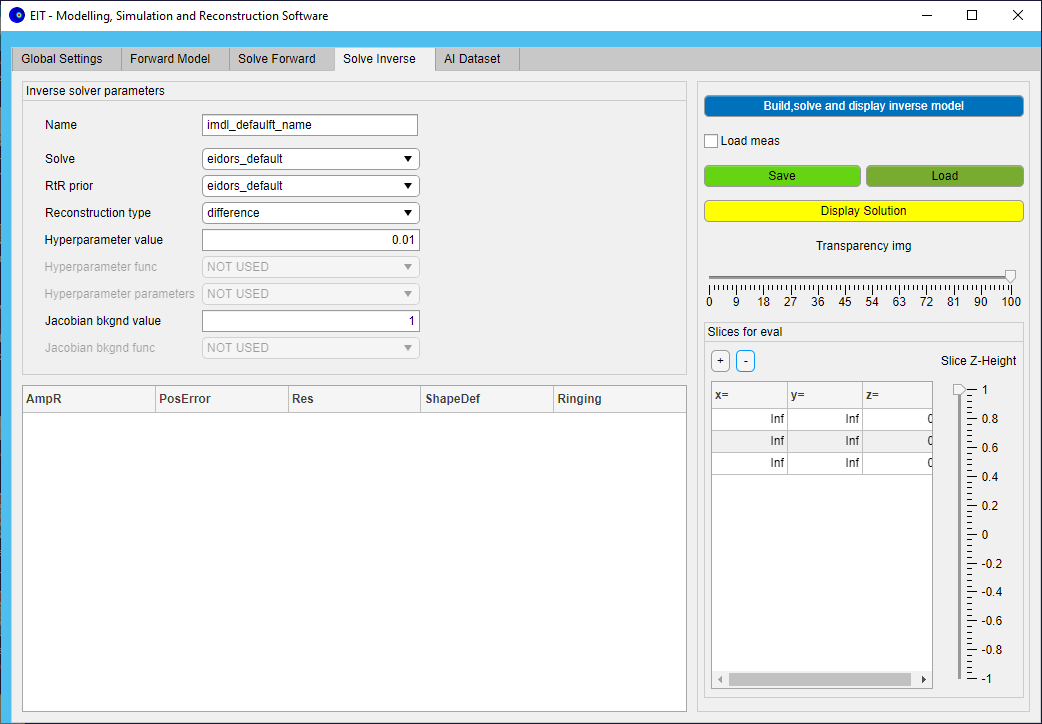 EIT - Modelling, Simulation and Reconstruction Software
Global Settings Forward Model Solve Forward Solve Inverse AI Dataset
Inverse solver parameters
Name imdl_defaulft_name
Solve eidors_default
RtR prior eidors_default
Reconstruction type difference
Hyperparameter value 0.01
Hyperparameter func NOT USED
Hyperparameter parameters NOT USED
Jacobian bkgnd value 1
Jacobian bkgnd func NOT USED
AmpR PosError Res ShapeDef Ringing
Build,solve and display inverse model
Load meas
Save Load
Display Solution
Transparency img
0 9 18 27 36 45 54 63 72 81 90 100
Slices for eval
+ - Slice Z-Height
x= y= z=
Inf Inf 0
Inf Inf 0
Inf Inf 0
1
0.8
0.6
0.4
0.2
0
-0.2
-0.4
-0.6
-0.8
-1